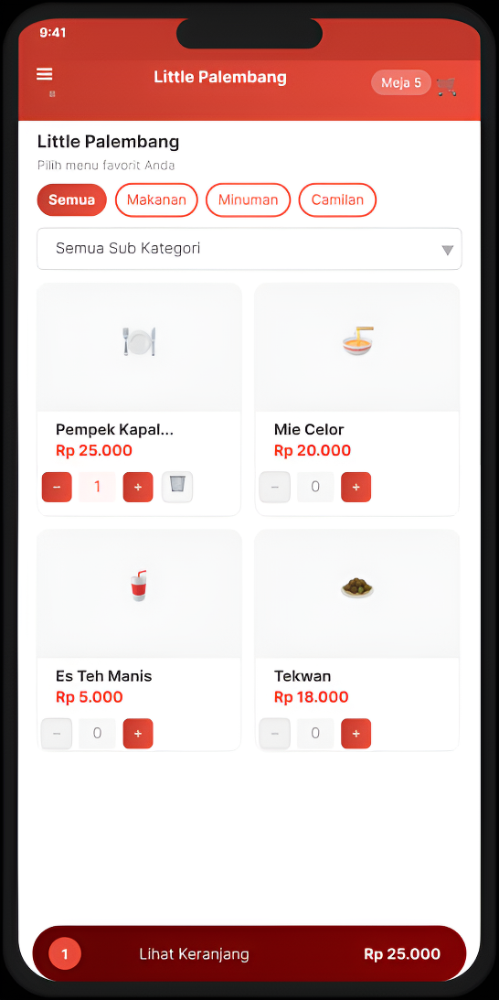 9:41
Little Palembang
Meja 5
Little Palembang
Pilih menu favorit Anda
Semua Makanan Minuman Camilan
Semua Sub Kategori
Pempek Kapal...
Rp 25.000
− 1 +
Mie Celor
Rp 20.000
− 0 +
Es Teh Manis
Rp 5.000
− 0 +
Tekwan
Rp 18.000
− 0 +
1 Lihat Keranjang Rp 25.000